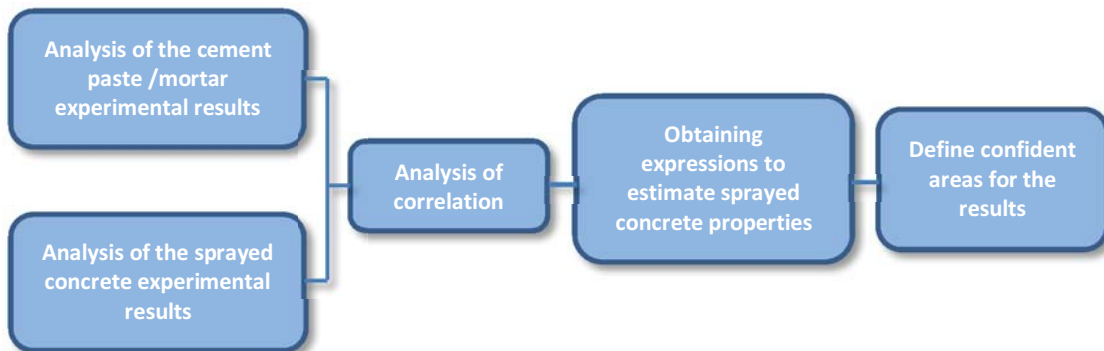 Analysis of the cement
paste /mortar
experimental results
Analysis of the sprayed
concrete experimental
results
Analysis of
correlation
Obtaining
expressions to
estimate sprayed
concrete properties
Define confident
areas for the
results